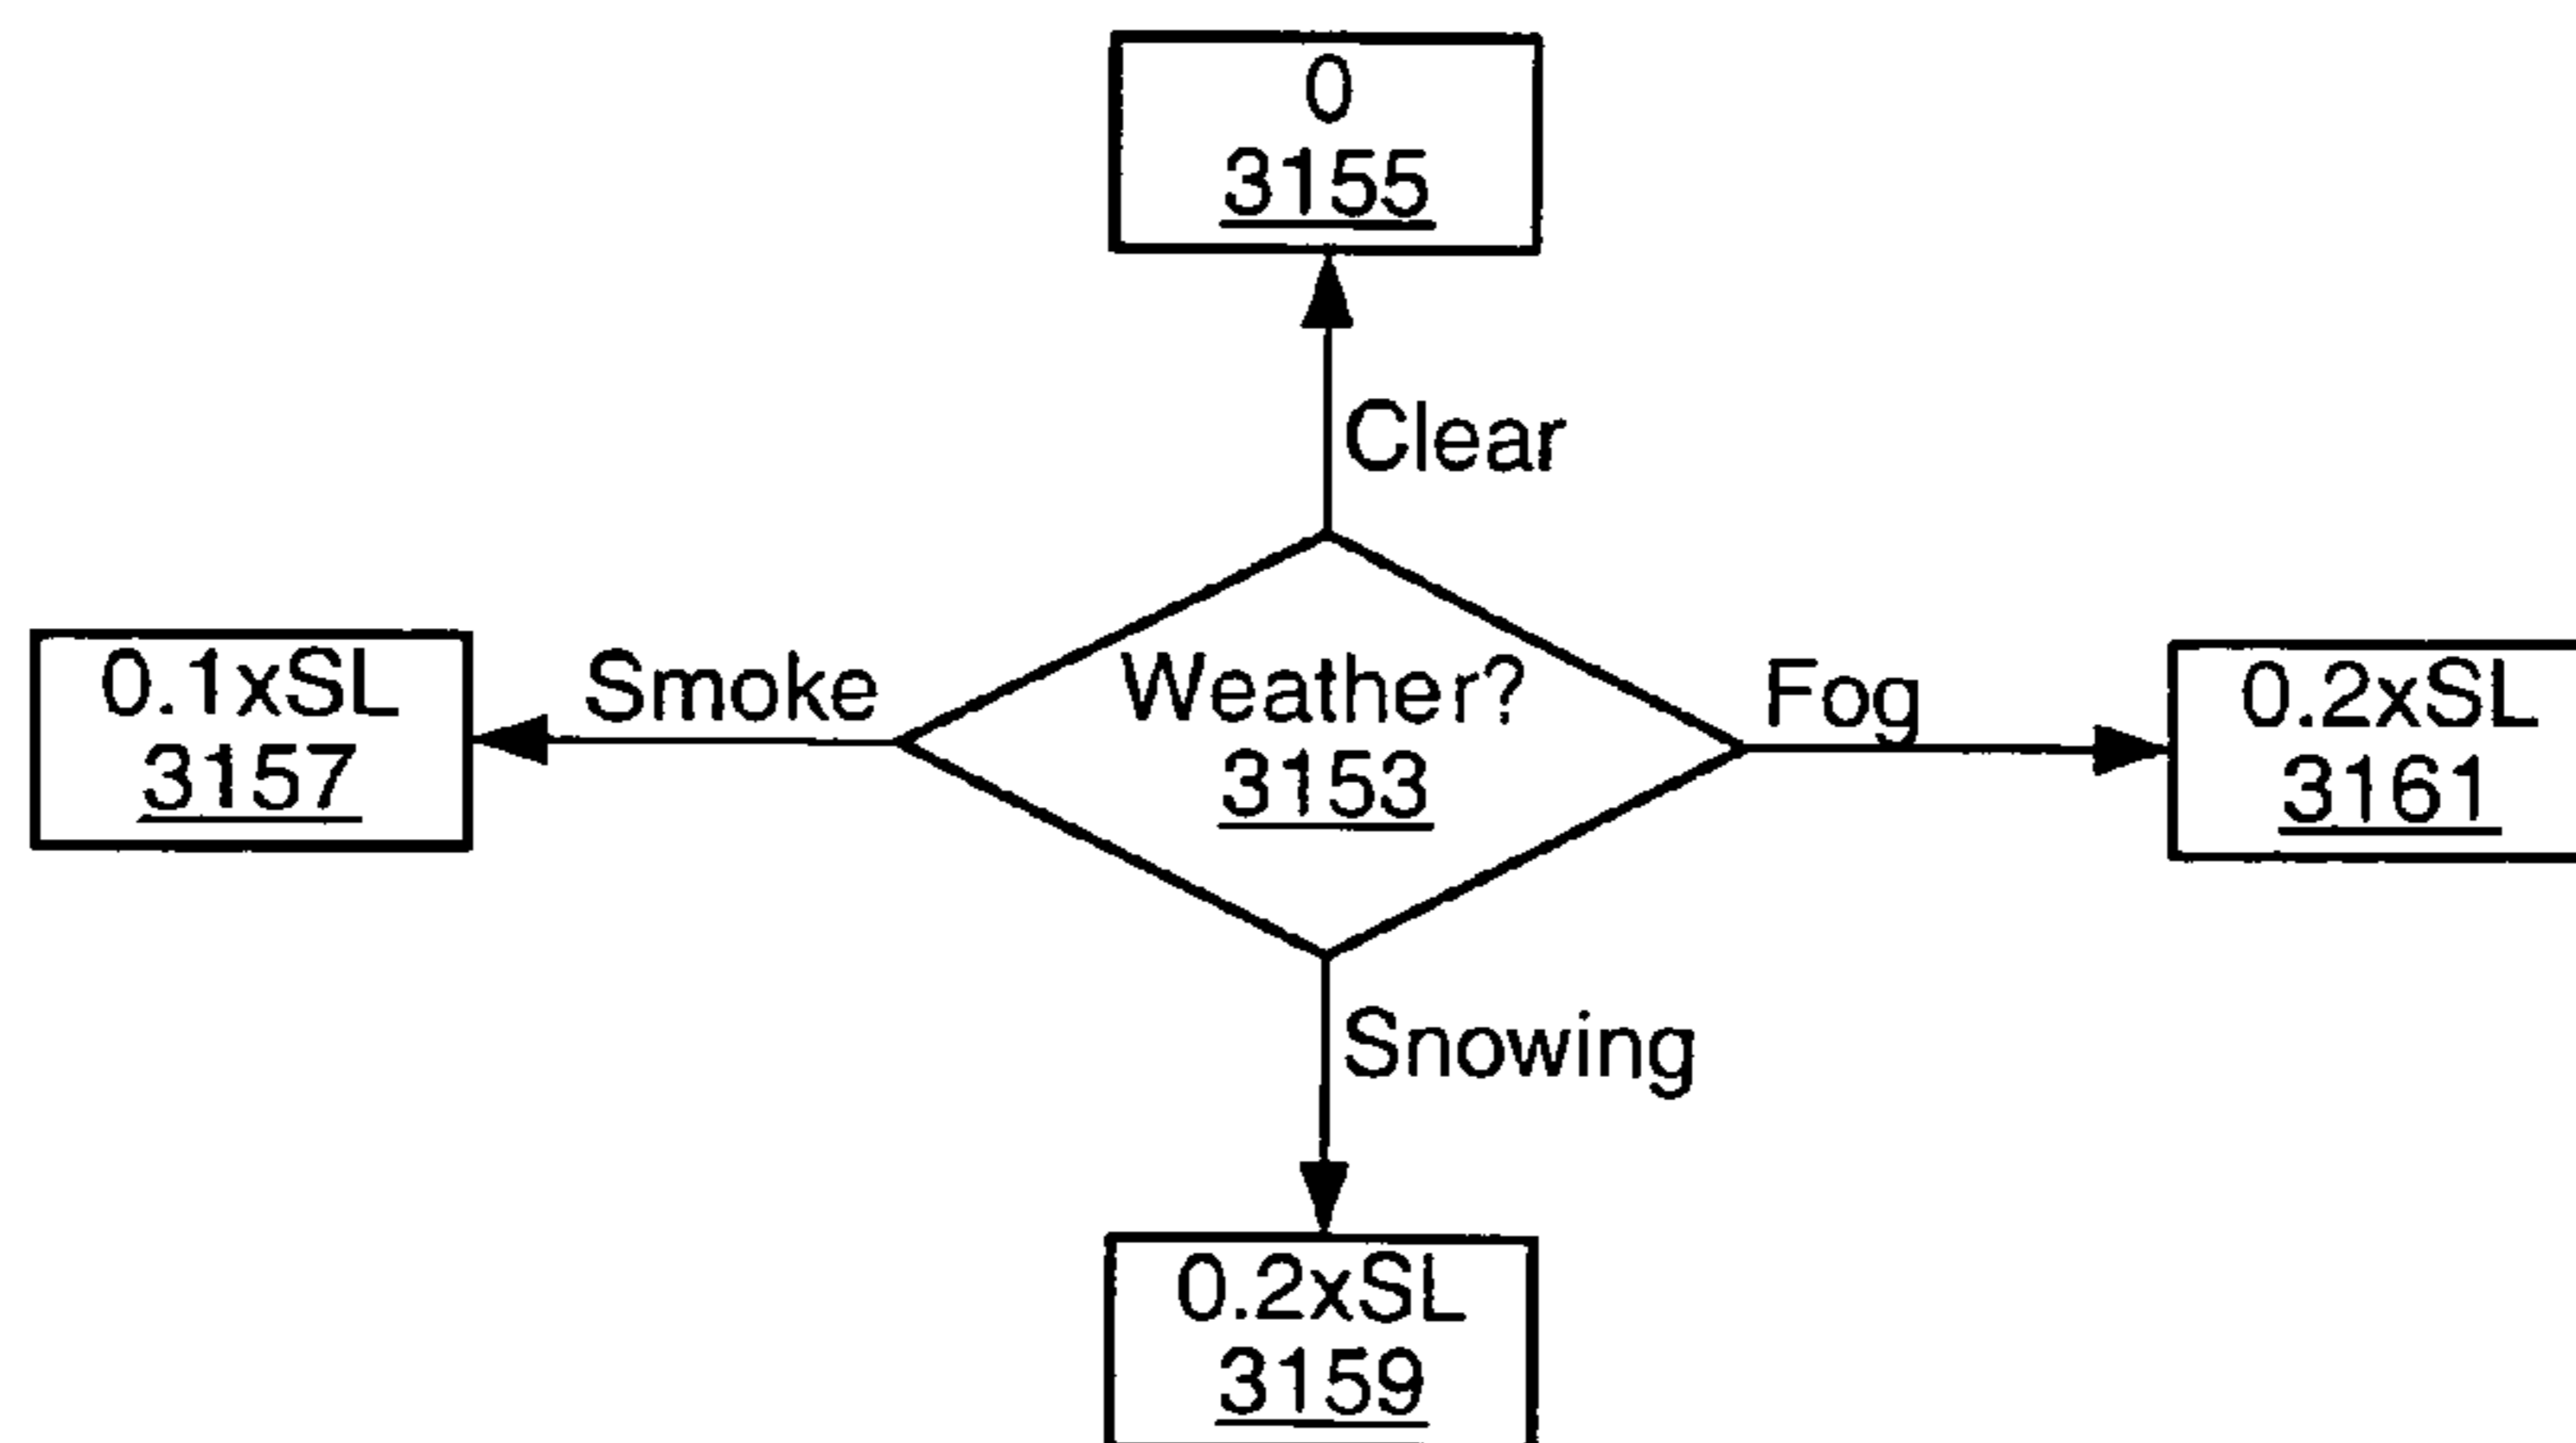 0
3155
Clear
0.1xSL
3157
Smoke
Weather?
3153
Fog
0.2xSL
3161
Snowing
0.2xSL
3159